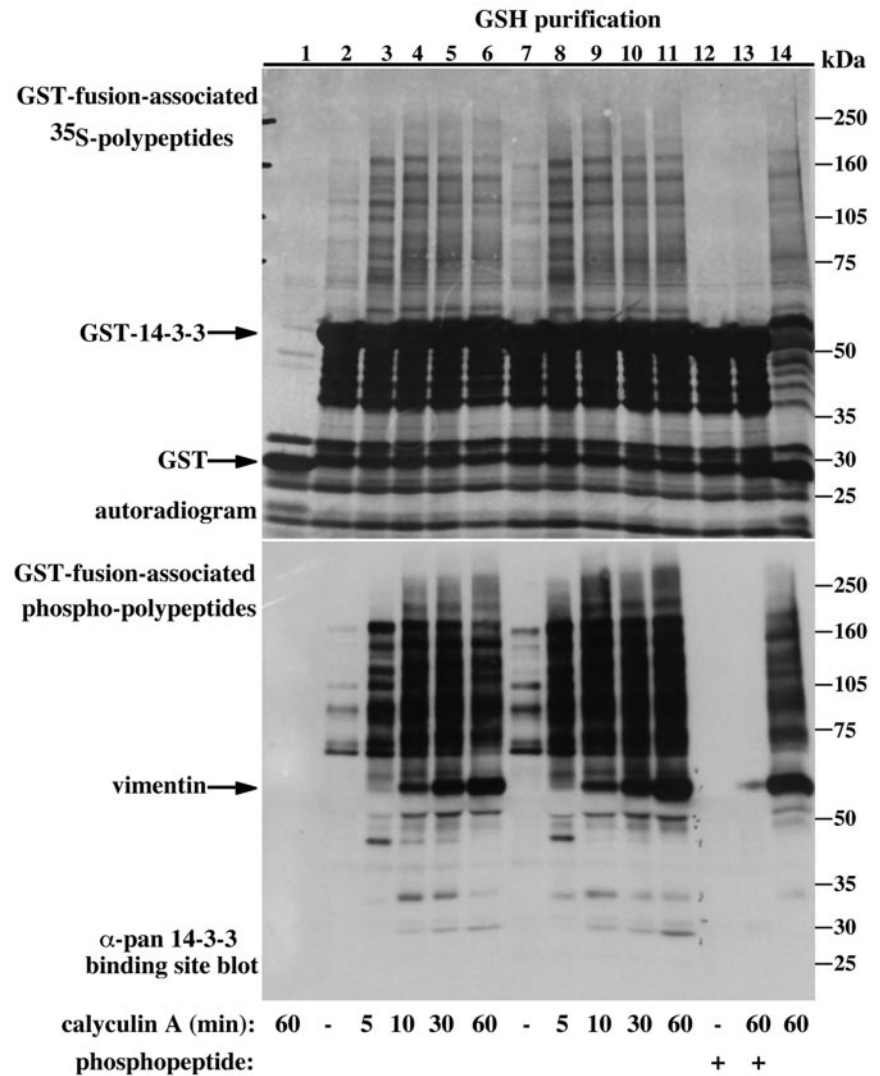 GSH purification
1 2 3 4 5 6 7 8 9 10 11 12 13 14 kDa
GST-fusion-associated
35S-polypeptides
250
160
105
75
GST-14-3-3
50
35
GST
30
25
autoradiogram
GST-fusion-associated
phospho-polypeptides
250
160
105
75
vimentin
50
35
α-pan 14-3-3
30
binding site blot
25
calyculin A (min): 60 - 5 10 30 60 - 5 10 30 60 - 60 60
phosphopeptide: + +